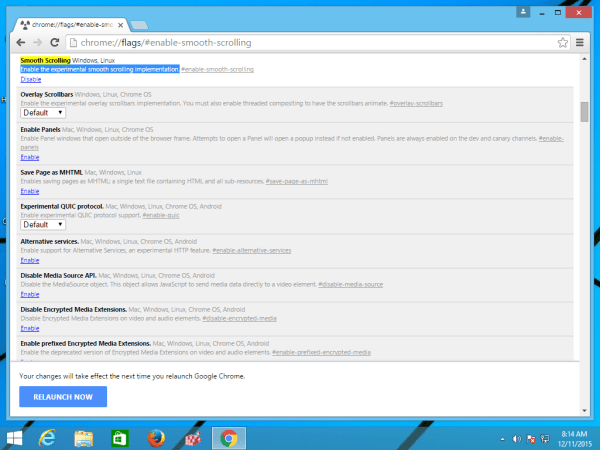 chrome://flags/#enable-smo
chrome://flags/#enable-smooth-scrolling
Smooth Scrolling Windows, Linux
Enable the experimental smooth scrolling implementation. #enable-smooth-scrolling
Disable
Overlay Scrollbars Windows, Linux, Chrome OS
Enable the experimental overlay scrollbars implementation. You must also enable threaded compositing to have the scrollbars animate. #overlay-scrollbars
Default
Enable Panels Mac, Windows, Linux, Chrome OS
Enable Panel windows that open outside of the browser frame. Attempts to open a Panel will open a popup instead if not enabled. Panels are always enabled on the dev and canary channels. #enable-
panels
Enable
Save Page as MHTML Mac, Windows, Linux
Enables saving pages as MHTML: a single text file containing HTML and all sub-resources. #save-page-as-mhtml
Enable
Experimental QUIC protocol. Mac, Windows, Linux, Chrome OS, Android
Enable experimental QUIC protocol support. #enable-quic
Default
Alternative services. Mac, Windows, Linux, Chrome OS, Android
Enable support for Alternative Services, an experimental HTTP feature. #enable-alternative-services
Enable
Disable Media Source API. Mac, Windows, Linux, Chrome OS, Android
Disable the MediaSource object. This object allows JavaScript to send media data directly to a video element. #disable-media-source
Enable
Disable Encrypted Media Extensions. Mac, Windows, Linux, Chrome OS, Android
Disable Encrypted Media Extensions on video and audio elements. #disable-encrypted-media
Enable
Enable prefixed Encrypted Media Extensions. Mac, Windows, Linux, Chrome OS, Android
Enable the deprecated version of Encrypted Media Extensions on video and audio elements. #enable-prefixed-encrypted-media
Your changes will take effect the next time you relaunch Google Chrome.
RELAUNCH NOW
8:14 AM
12/11/2015